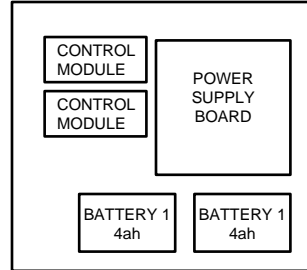 CONTROL
MODULE
CONTROL
MODULE
POWER
SUPPLY
BOARD
BATTERY 1
4ah
BATTERY 1
4ah